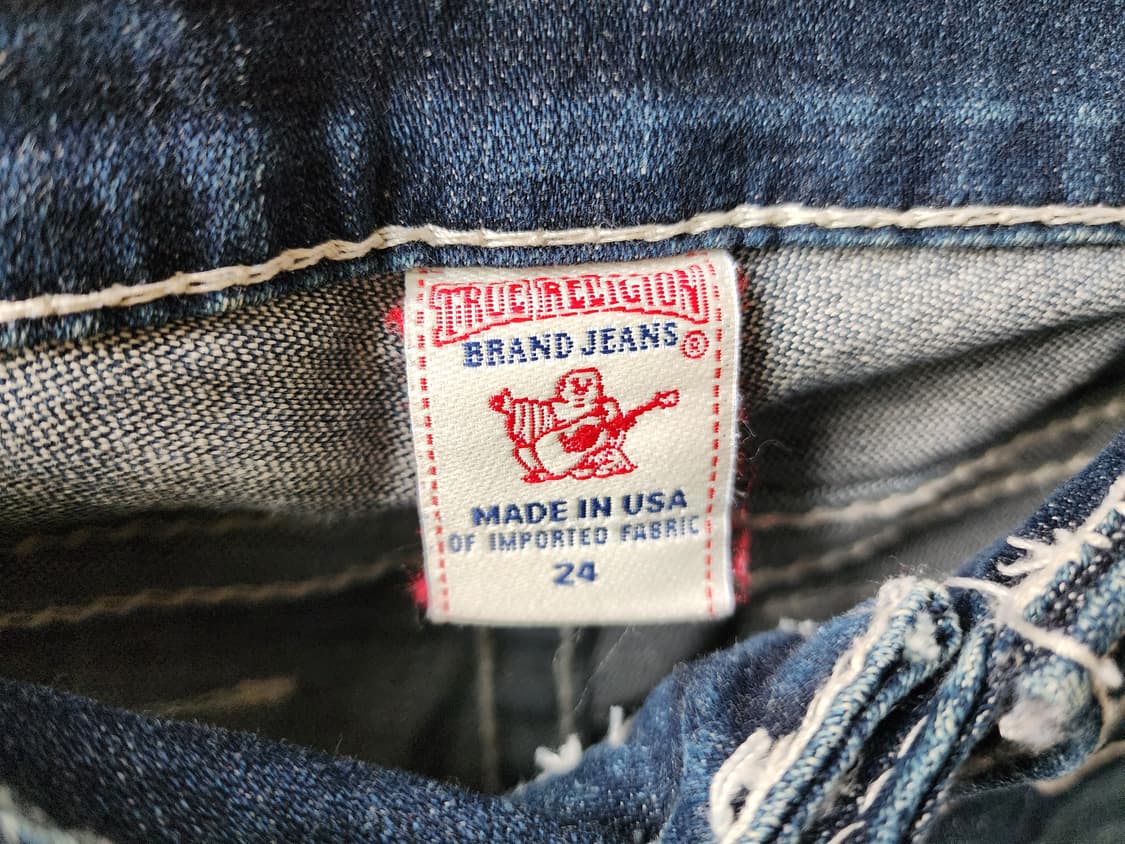 TRUE RELIGION
BRAND JEANS ®
MADE IN USA
OF IMPORTED FABRIC
24